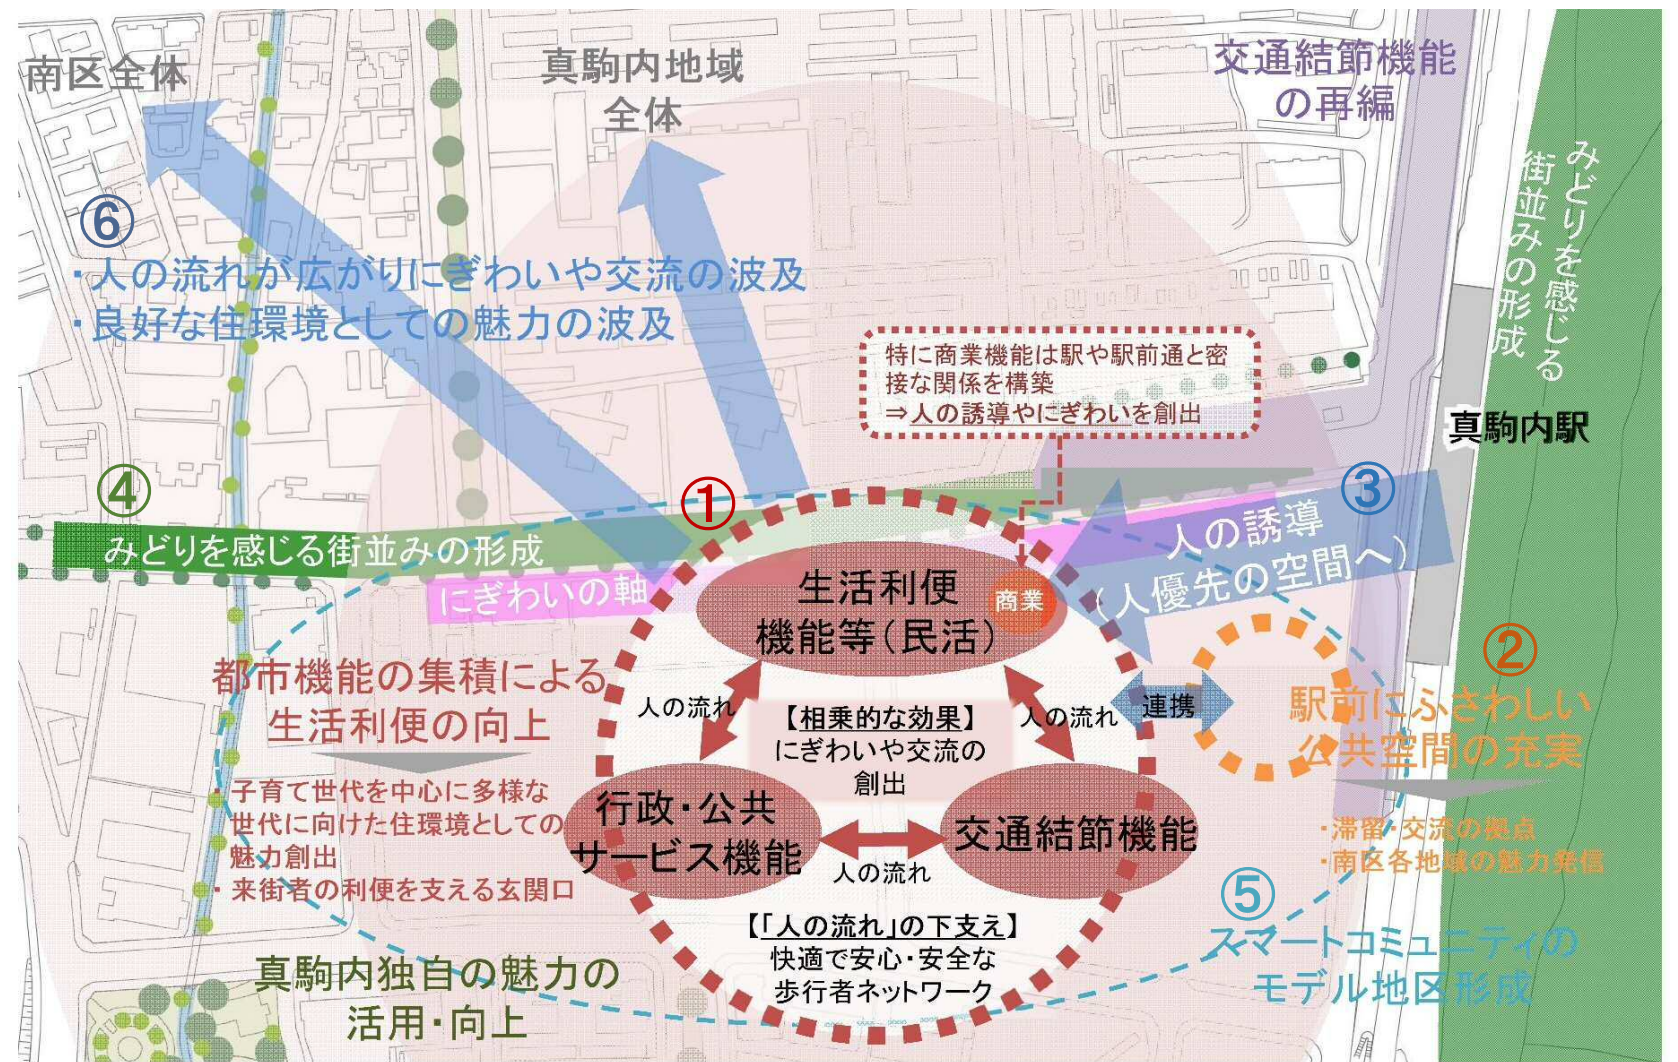 南区全体
真駒内地域
全体
交通結節機能
の再編
みどりを感じる
街並みの形成
⑥
・人の流れが広がりにぎわいや交流の波及
・良好な住環境としての魅力の波及
特に商業機能は駅や駅前通と密
接な関係を構築
⇒人の誘導やにぎわいを創出
真駒内駅
④
みどりを感じる街並みの形成
にぎわいの軸
①
③
人の誘導
(人優先の空間へ)
生活利便
機能等(民活)
商業
都市機能の集積による
生活利便の向上
・子育て世代を中心に多様な
世代に向けた住環境としての
魅力創出
・来街者の利便を支える玄関口
人の流れ
【相乗的な効果】
にぎわいや交流の
創出
人の流れ
連携
②
駅前にふさわしい
公共空間の充実
・滞留・交流の拠点
・南区各地域の魅力発信
行政・公共
サービス機能
人の流れ
交通結節機能
【「人の流れ」の下支え】
快適で安心・安全な
歩行者ネットワーク
⑤
スマートコミュニティの
モデル地区形成
真駒内独自の魅力の
活用・向上